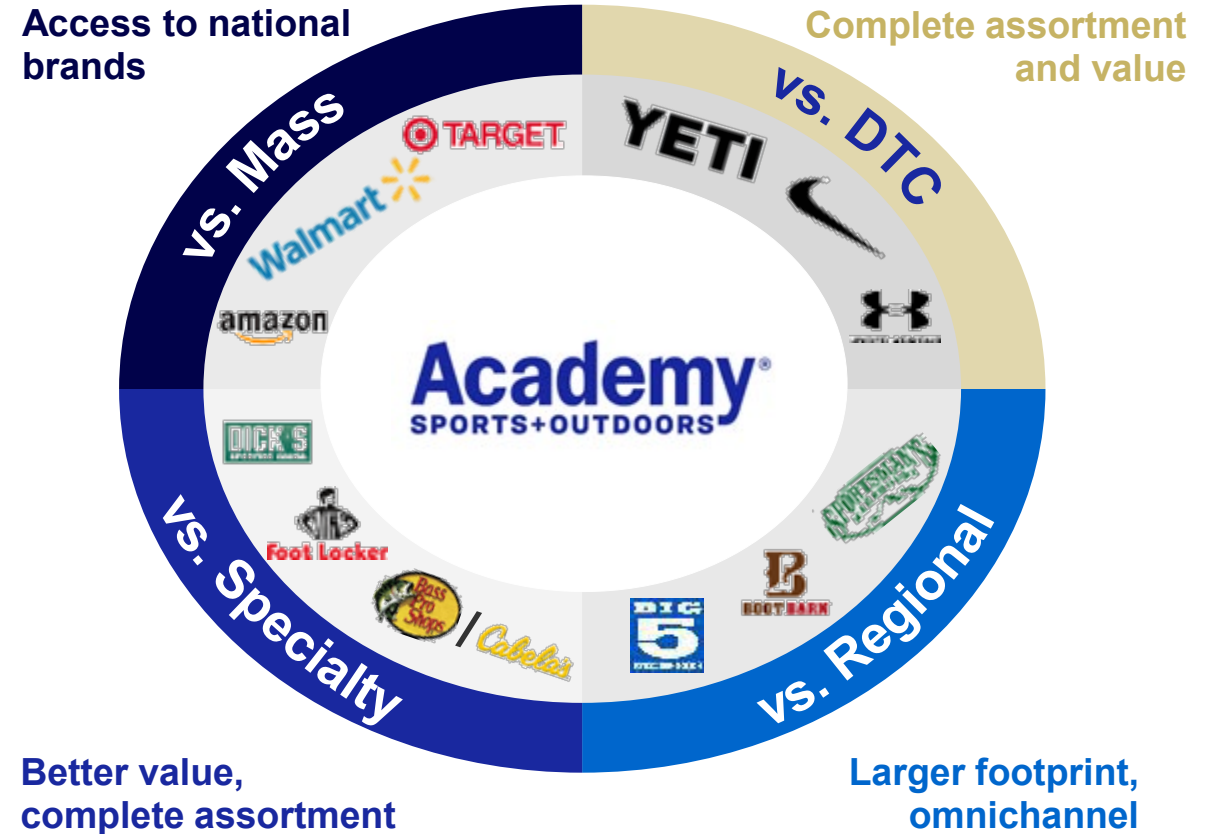 Access to national
brands
Complete assortment
and value
vs. Mass
vs. DTC
TARGET
YETI
Walmart
amazon
Academy®
SPORTS+OUTDOORS
DICK'S
SPORTSMAN'S
Foot Locker
Bass
Pro
Shops
/
Cabela's
BIG
5
BOOT BARN
vs. Specialty
vs. Regional
Better value,
complete assortment
Larger footprint,
omnichannel